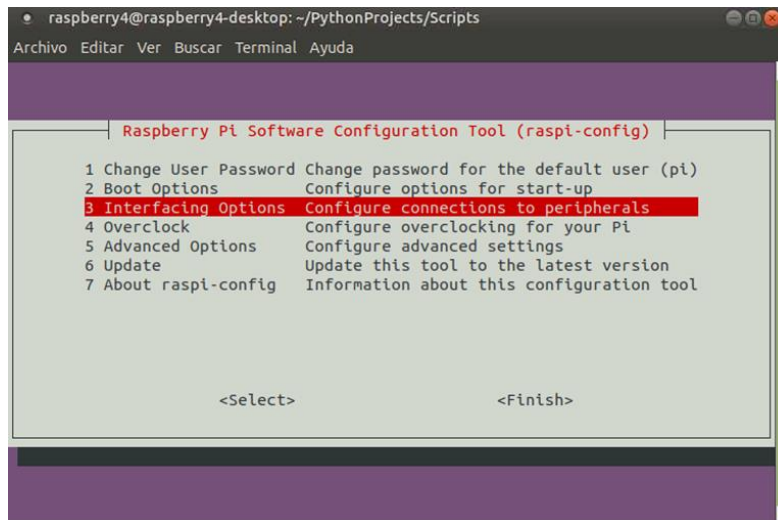 raspberry4@raspberry4-desktop: ~/PythonProjects/Scripts
Archivo Editar Ver Buscar Terminal Ayuda
Raspberry Pi Software Configuration Tool (raspi-config)
1 Change User Password Change password for the default user (pi)
2 Boot Options Configure options for start-up
3 Interfacing Options Configure connections to peripherals
4 Overclock Configure overclocking for your Pi
5 Advanced Options Configure advanced settings
6 Update Update this tool to the latest version
7 About raspi-config Information about this configuration tool
<Select> <Finish>